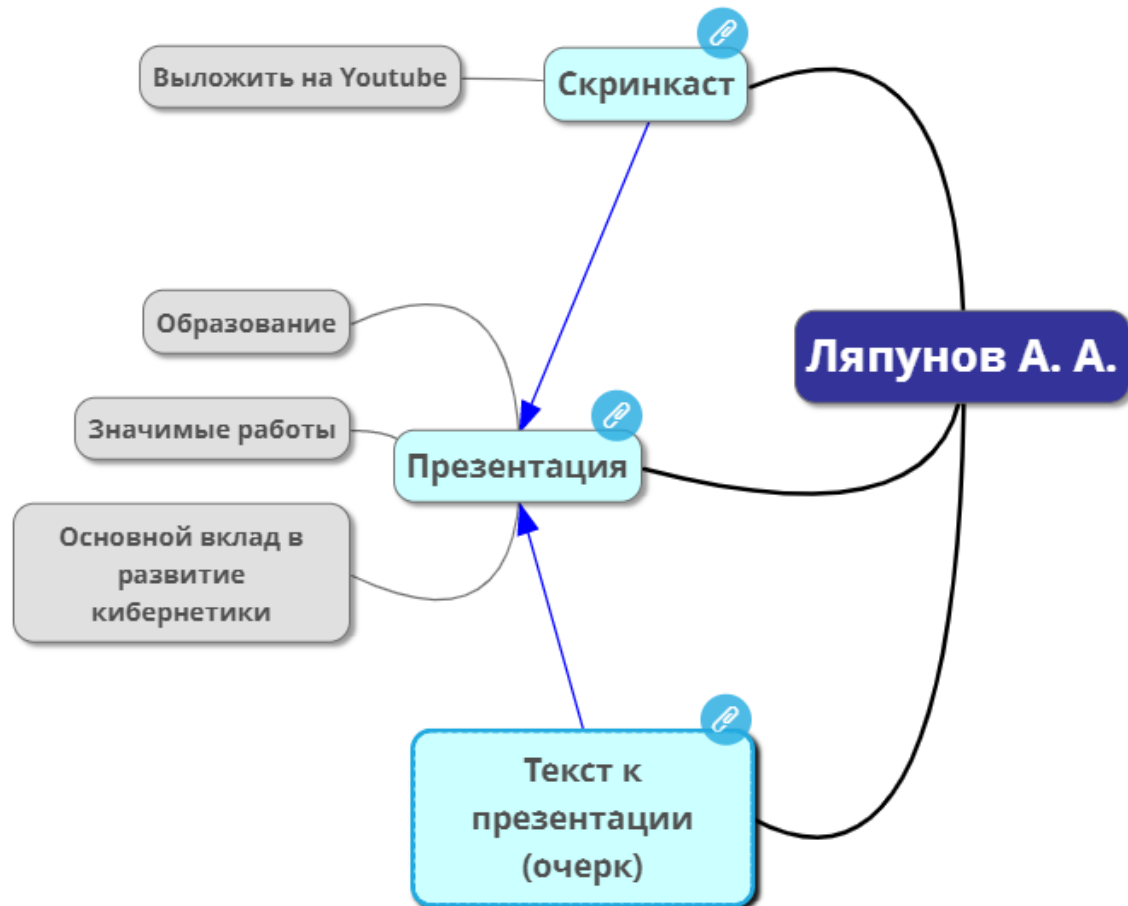 Выложить на Youtube
Скринкаст
Образование
Ляпунов А. А.
Значимые работы
Презентация
Основной вклад в
развитие
кибернетики
Текст к
презентации
(очерк)